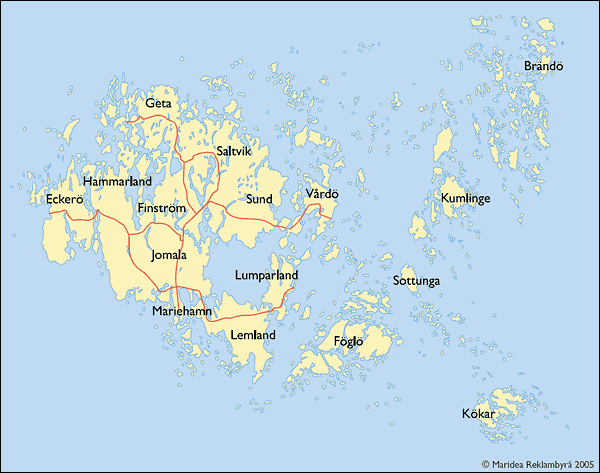 Brändö
Geta
Saltvik
Hammarland
Eckerö
Finström
Sund
Vårdö
Kumlinge
Jomala
Lumparland
Sottunga
Mariehamn
Lemland
Föglö
Kökar
© Maridea Reklambyrå 2005